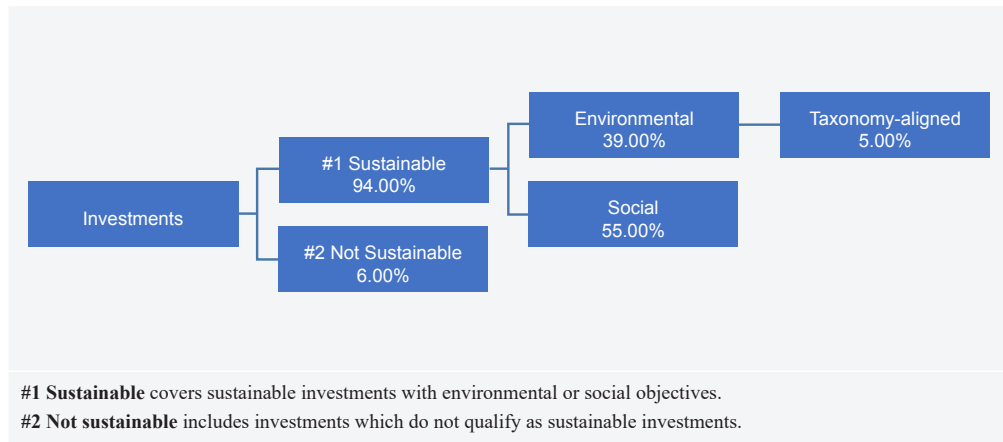 Environmental
39.00%
Taxonomy-aligned
5.00%
#1 Sustainable
94.00%
Social
55.00%
Investments
#2 Not Sustainable
6.00%
#1 Sustainable covers sustainable investments with environmental or social objectives.
#2 Not sustainable includes investments which do not qualify as sustainable investments.